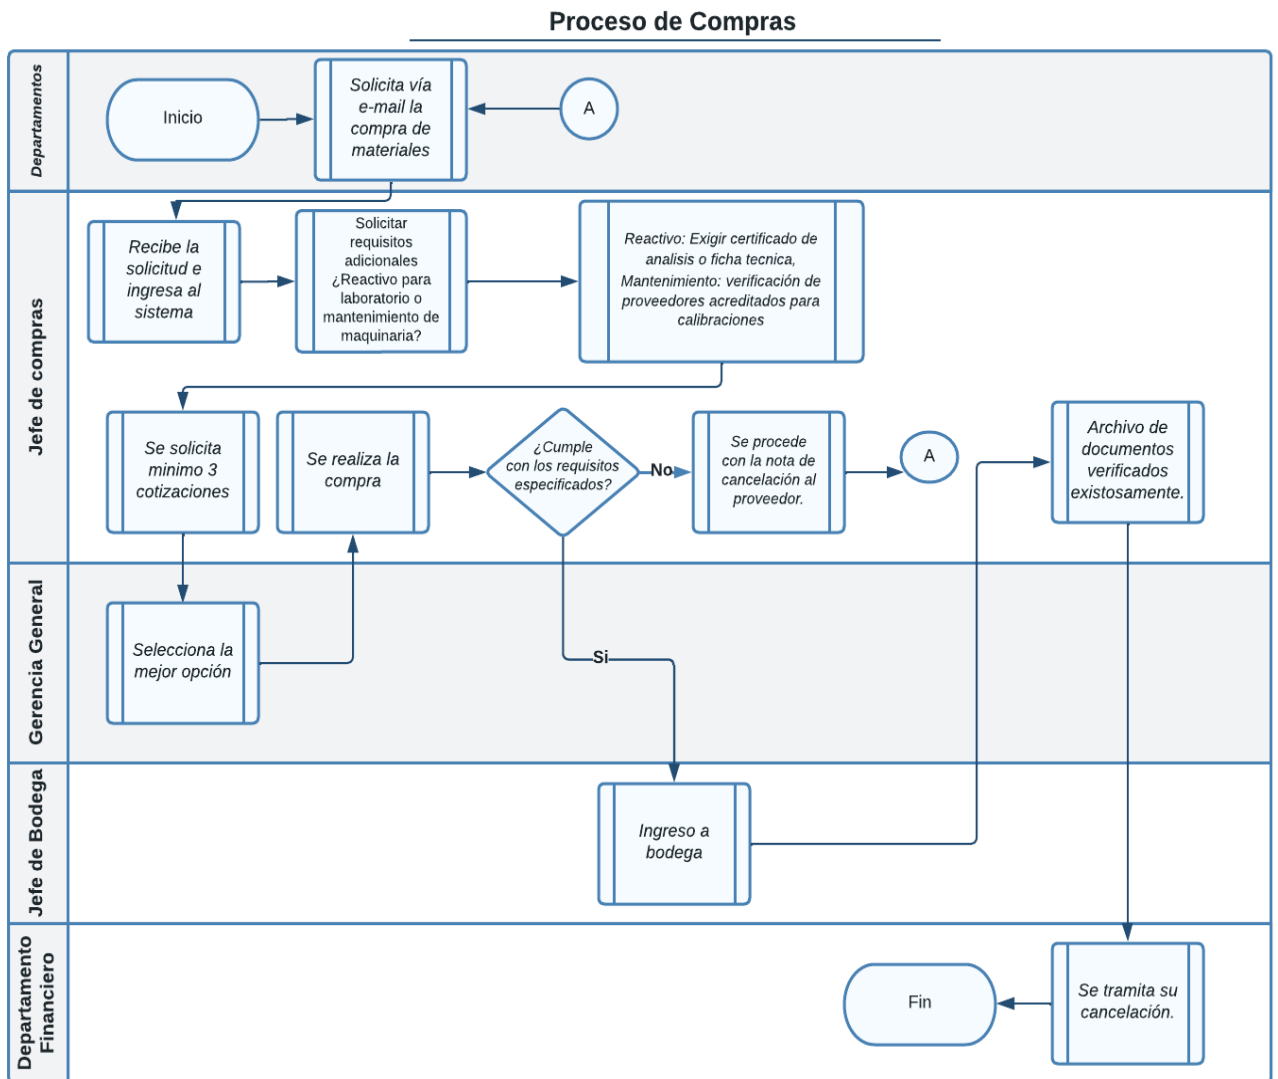 Proceso de Compras
Departamentos
Inicio
Solicita vía
e-mail la
compra de
materiales
A
Jefe de compras
Recibe la
solicitud e
ingresa al
sistema
Solicitar
requisitos
adicionales
¿Reactivo para
laboratorio o
mantenimiento de
maquinaria?
Reactivo: Exigir certificado de
analisis o ficha tecnica,
Mantenimiento: verificación de
proveedores acreditados para
calibraciones
Se solicita
minimo 3
cotizaciones
Se realiza la
compra
¿Cumple
con los requisitos
especificados?
No
Se procede
con la nota de
cancelación al
proveedor.
A
Archivo de
documentos
verificados
existosamente.
Gerencia General
Selecciona la
mejor opción
Si
Jefe de Bodega
Ingreso a
bodega
Departamento
Financiero
Fin
Se tramita su
cancelación.